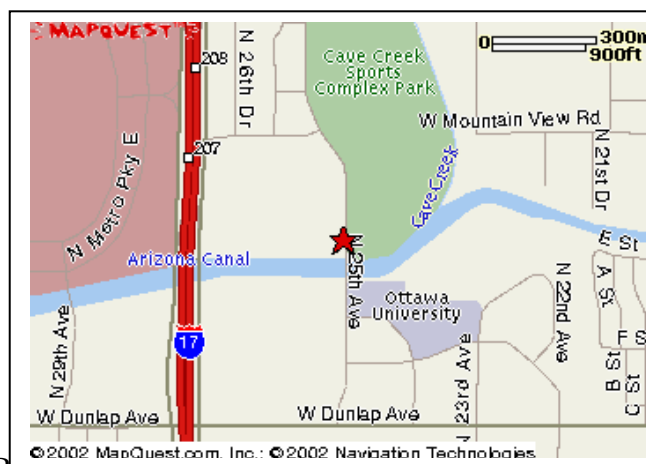 MAPQUEST
300m
0
900ft
208
N 26th Dr
Cave Creek
Sports
Complex Park
W Mountain View Rd
207
N 21st Dr
N Metro Pky E
Cave Creek
E St
Arizona Canal
N 25th Ave
A St
Ottawa
University
N 22nd Ave
17
F S
N 29th Ave
N 23rd Ave
B St
D St
W Dunlap Ave
W Dunlap Ave
©2002 MapQuest.com, Inc.; ©2002 Navigation Technologies